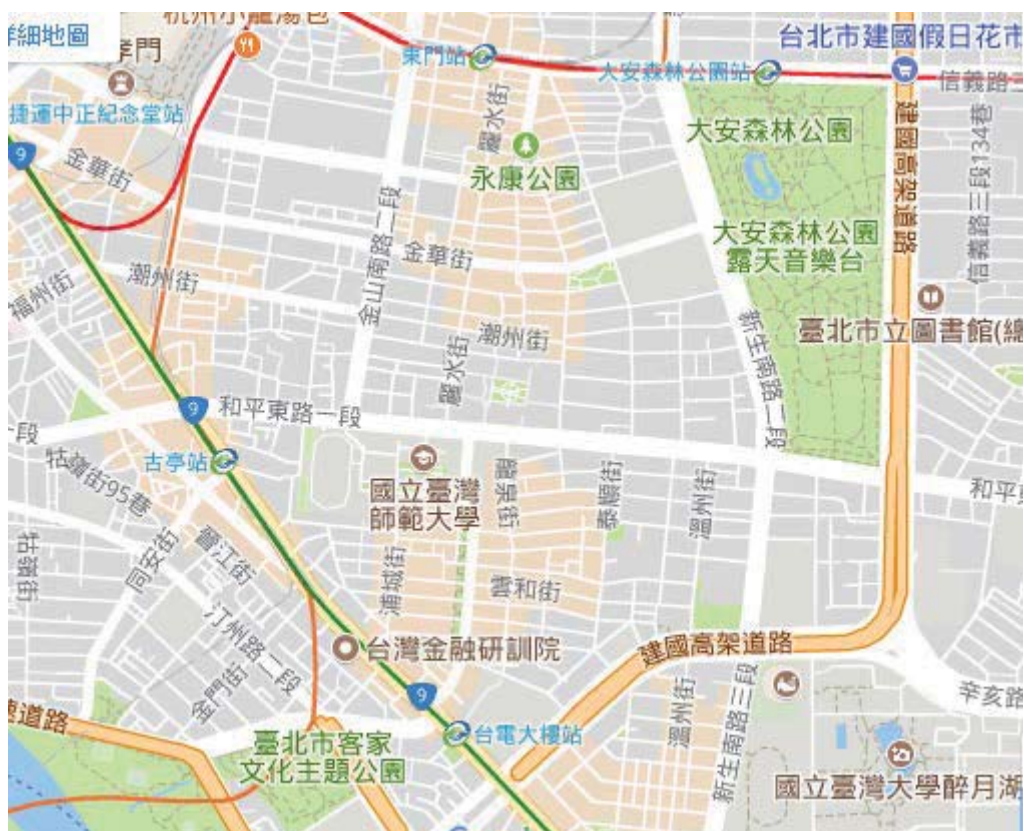 杭州小籠湯包
詳細地圖
孝門
東門站
大安森林公園站
台北市建國假日花市
信義路三
捷運中正紀念堂站
麗水街
大安森林公園
建國高架道路
信義路三段134巷
9
金華街
永康公園
金山南路二段
金華街
大安森林公園
露天音樂台
福州街
潮州街
潮州街
麗水街
新生南路二段
臺北市立圖書館(總
9
和平東路一段
一段
古亭站
牯嶺街95巷
國立臺灣
師範大學
龍泉街
泰順街
溫州街
和平東
牯嶺街
同安街
晉江街
浦城街
雲和街
汀州路二段
金門街
台灣金融研訓院
建國高架道路
9
溫州街
新生南路三段
辛亥路
道路
臺北市客家
文化主題公園
台電大樓站
國立臺灣大學醉月湖